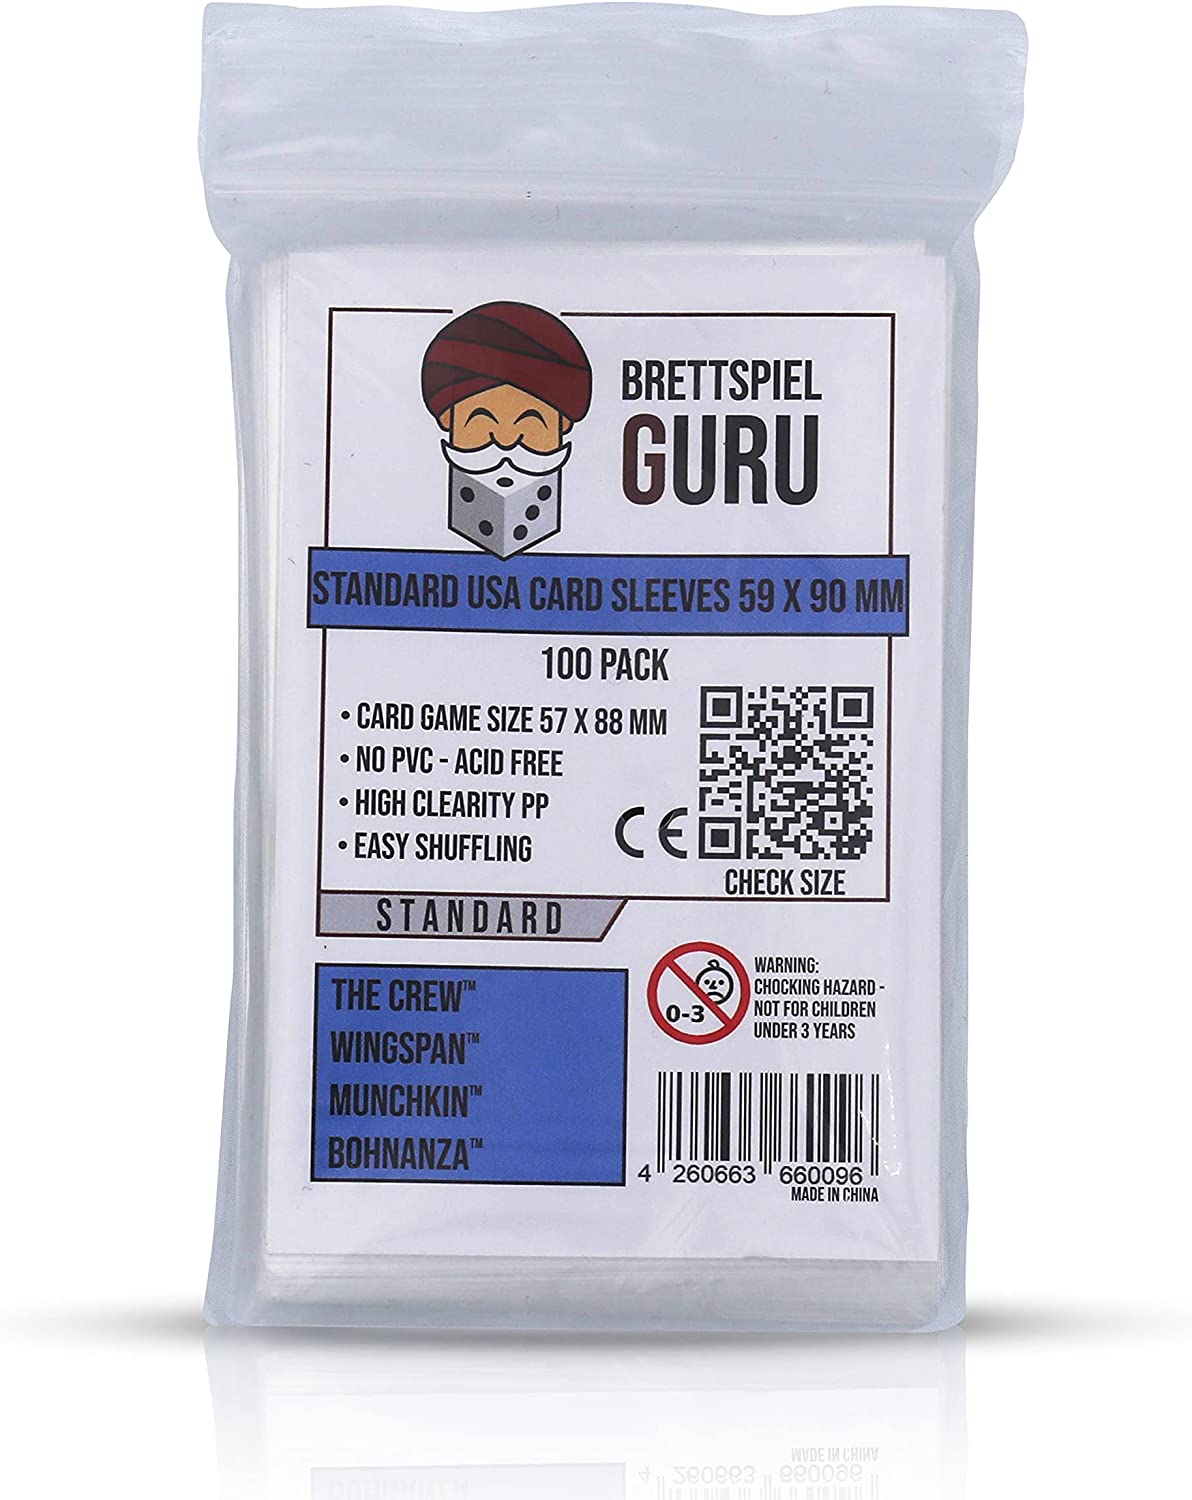 BRETTSPIEL
GURU
STANDARD USA CARD SLEEVES 59 X 90 MM
100 PACK
• CARD GAME SIZE 57 X 88 MM
• NO PVC - ACID FREE
• HIGH CLEARITY PP
• EASY SHUFFLING
CE
CHECK SIZE
STANDARD
THE CREW™
WINGSPAN™
MUNCHKIN™
BOHNANZA™
0-3
WARNING:
CHOCKING HAZARD -
NOT FOR CHILDREN
UNDER 3 YEARS
4 260663 660096
MADE IN CHINA